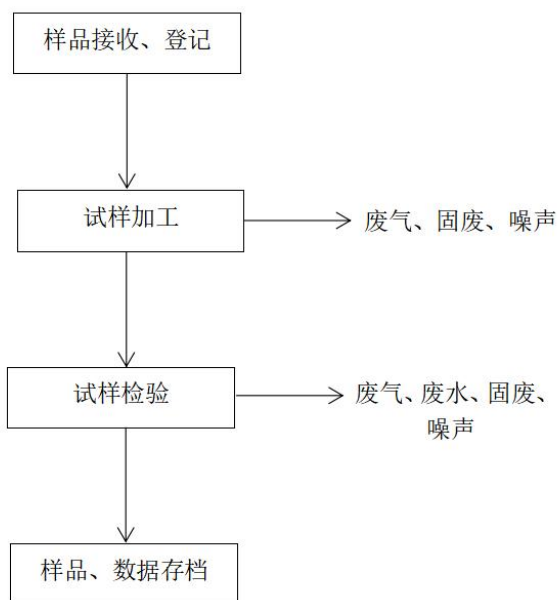 样品接收、登记
试样加工
废气、固废、噪声
试样检验
废气、废水、固废、
噪声
样品、数据存档